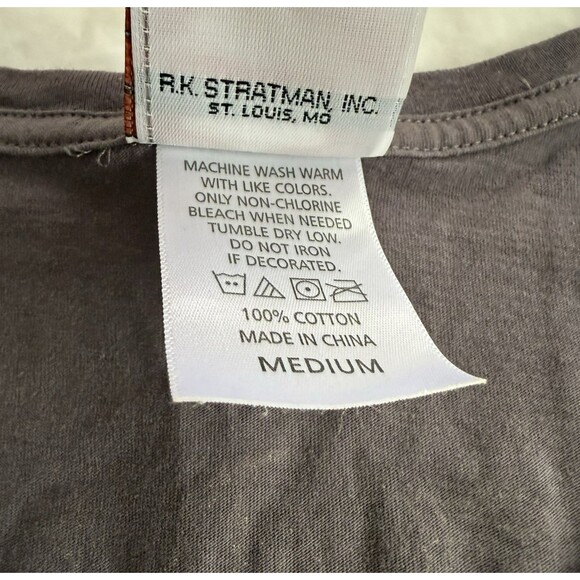 R.K. STRATMAN, INC.
ST. LOUIS, MO
MACHINE WASH WARM
WITH LIKE COLORS.
ONLY NON-CHLORINE
BLEACH WHEN NEEDED
TUMBLE DRY LOW.
DO NOT IRON
IF DECORATED.
100% COTTON
MADE IN CHINA
MEDIUM